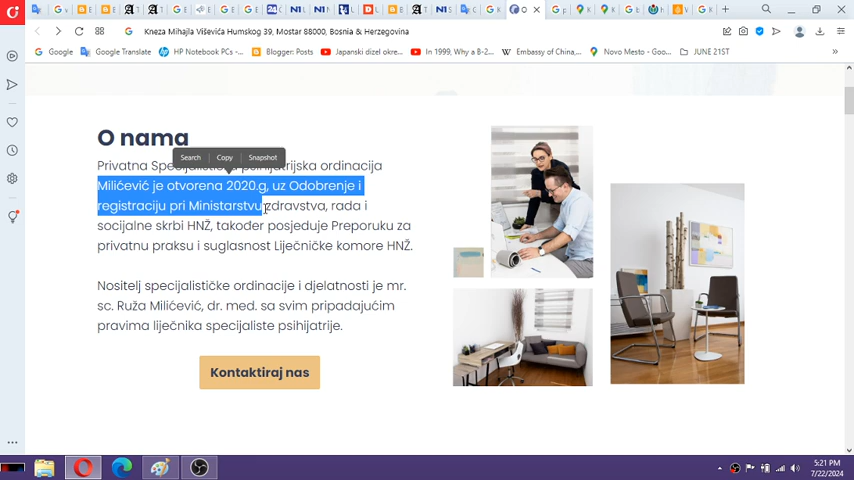 Kneza Mihajla Viševića Humskog 39, Mostar 88000, Bosnia & Herzegovina
Google
Google Translate
HP Notebook PCs -...
Blogger: Posts
Japanski dizel okre...
In 1999, Why a B-2...
Embassy of China,...
Novo Mesto - Goo...
JUNE 21ST
O nama
Search Copy Snapshot
Milićević je otvorena 2020.g, uz Odobrenje i
registraciju pri Ministarstvu zdravstva, rada i
socijalne skrbi HNŽ, također posjeduje Preporuku za
privatnu praksu i suglasnost Liječničke komore HNŽ.
Nositelj specijalističke ordinacije i djelatnosti je mr.
sc. Ruža Milićević, dr. med. sa svim pripadajućim
pravima liječnika specijaliste psihijatrije.
Kontaktiraj nas
5:21 PM
7/22/2024